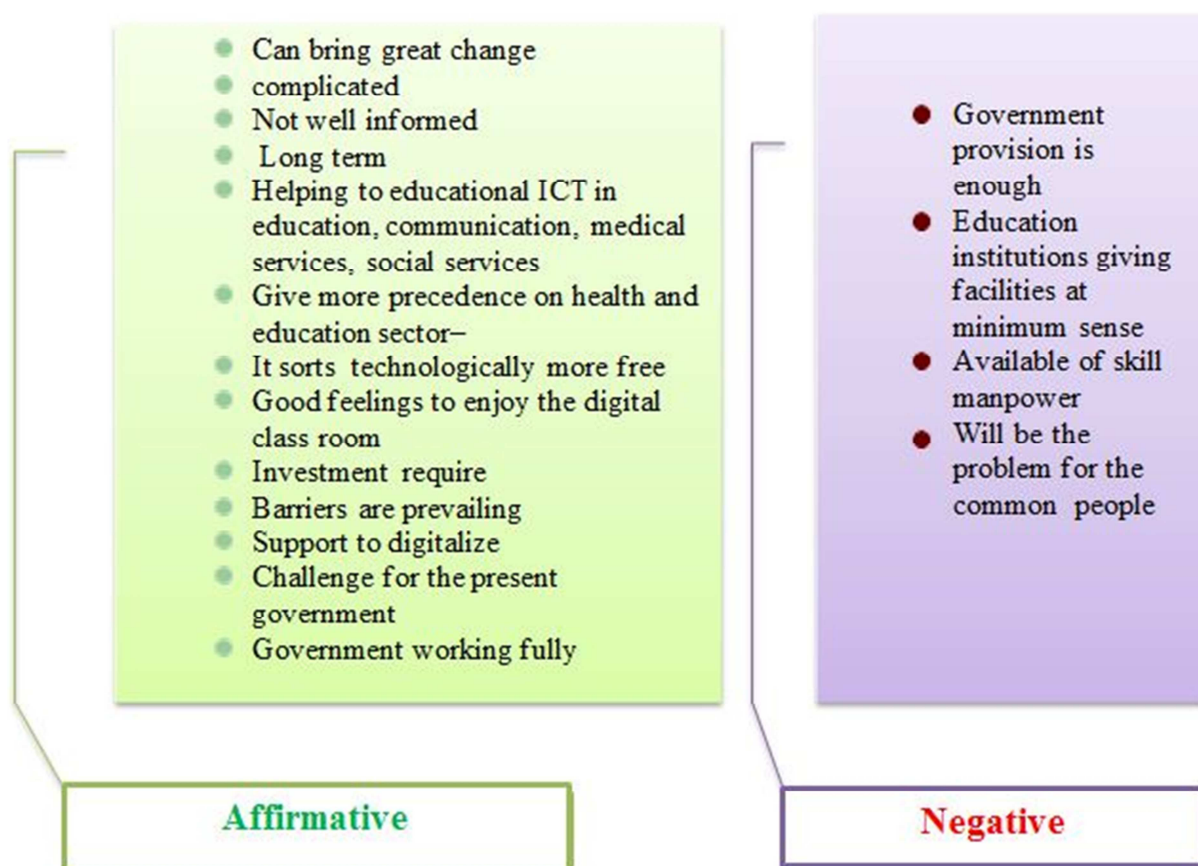 Can bring great change
complicated
Not well informed
Long term
Helping to educational ICT in
education, communication, medical
services, social services
Give more precedence on health and
education sector–
It sorts technologically more free
Good feelings to enjoy the digital
class room
Investment require
Barriers are prevailing
Support to digitalize
Challenge for the present
government
Government working fully
Affirmative
Government
provision is
enough
Education
institutions giving
facilities at
minimum sense
Available of skill
manpower
Will be the
problem for the
common people
Negative